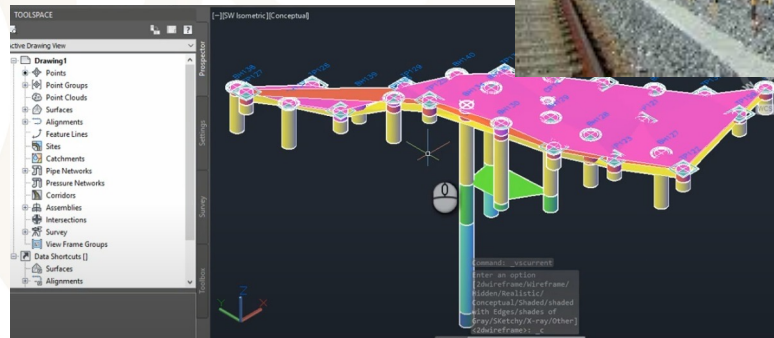 TOOLSPACE
Active Drawing View
Drawing1
Points
Point Groups
Point Clouds
Surfaces
Alignments
Feature Lines
Sites
Catchments
Pipe Networks
Pressure Networks
Corridors
Assemblies
Intersections
Survey
View Frame Groups
Data Shortcuts []
Surfaces
Alignments
Prospector
Settings
Survey
Toolbox
[−][SW Isometric][Conceptual]
Command: _vscurrent
Enter an option
[2dwireframe/Wireframe/
Hidden/Realistic/
Conceptual/Shaded/shaded
with Edges/shades of
Gray/SKetchy/X-ray/Other]
<2dwireframe>: _c
X
Y
Z